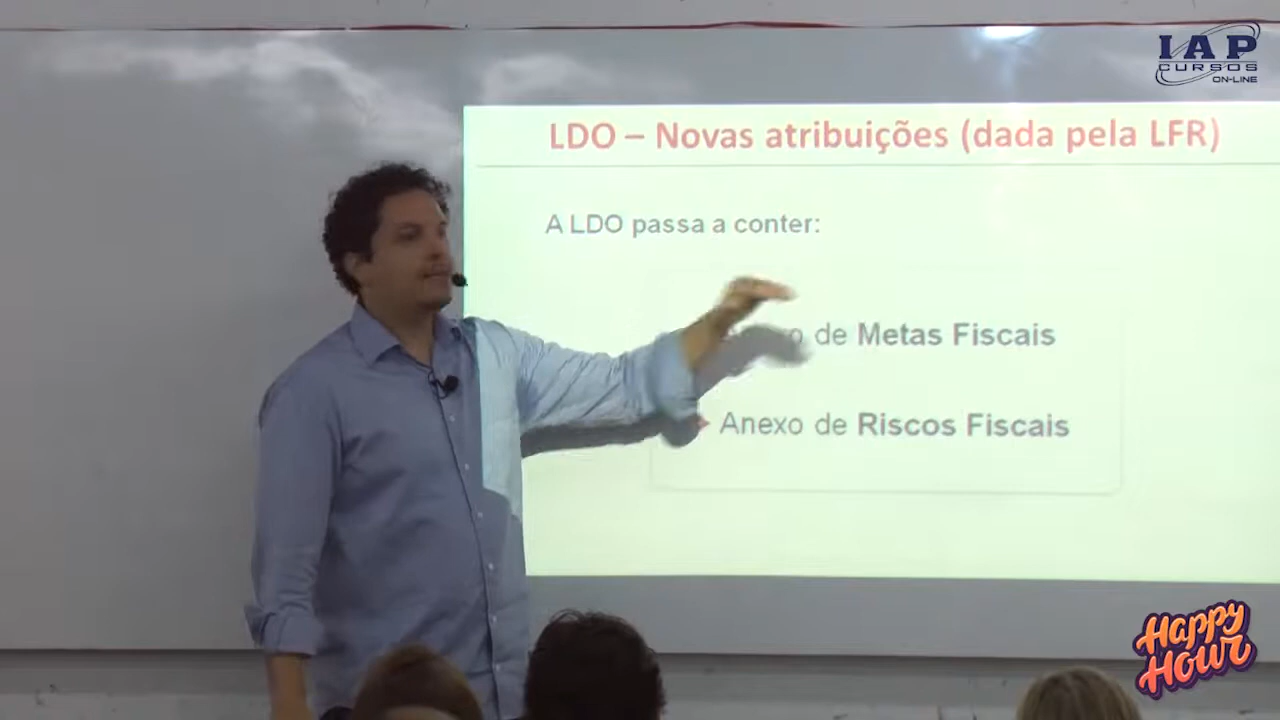 IAP
CURSOS
ON-LINE
LDO – Novas atribuições (dada pela LFR)
A LDO passa a conter:
de Metas Fiscais
Anexo de Riscos Fiscais
Happy
Hour